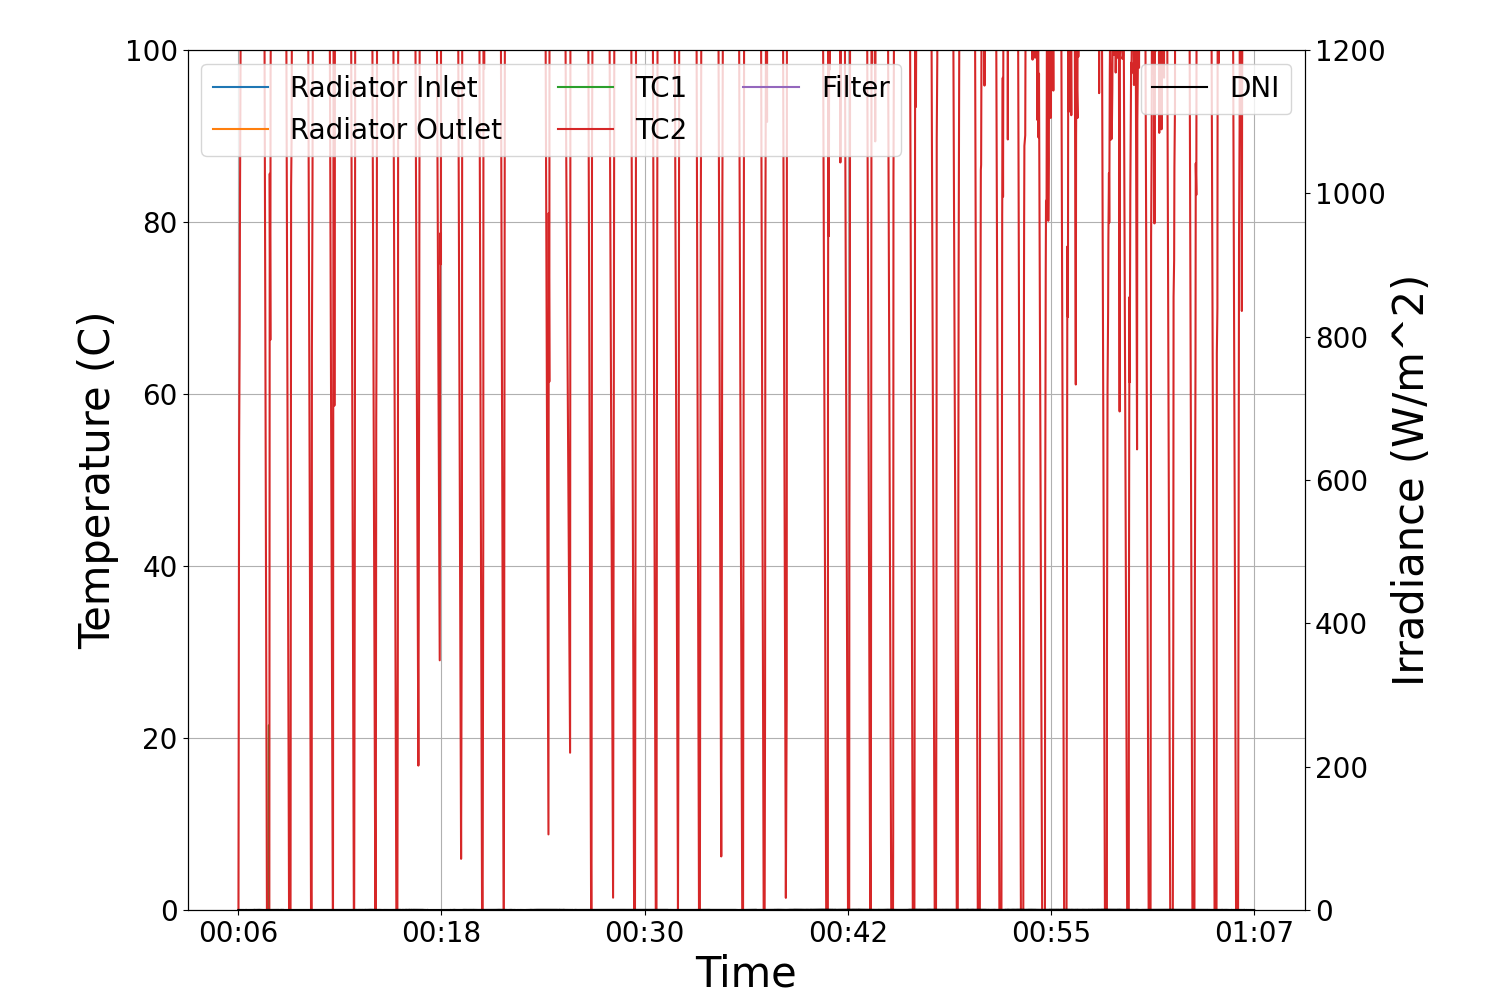 100
80
60
40
20
0
Temperature (C)
Radiator Inlet
Radiator Outlet
TC1
TC2
Filter
DNI
1200
1000
800
600
400
200
0
Irradiance (W/m^2)
00:06 00:18 00:30 00:42 00:55 01:07
Time